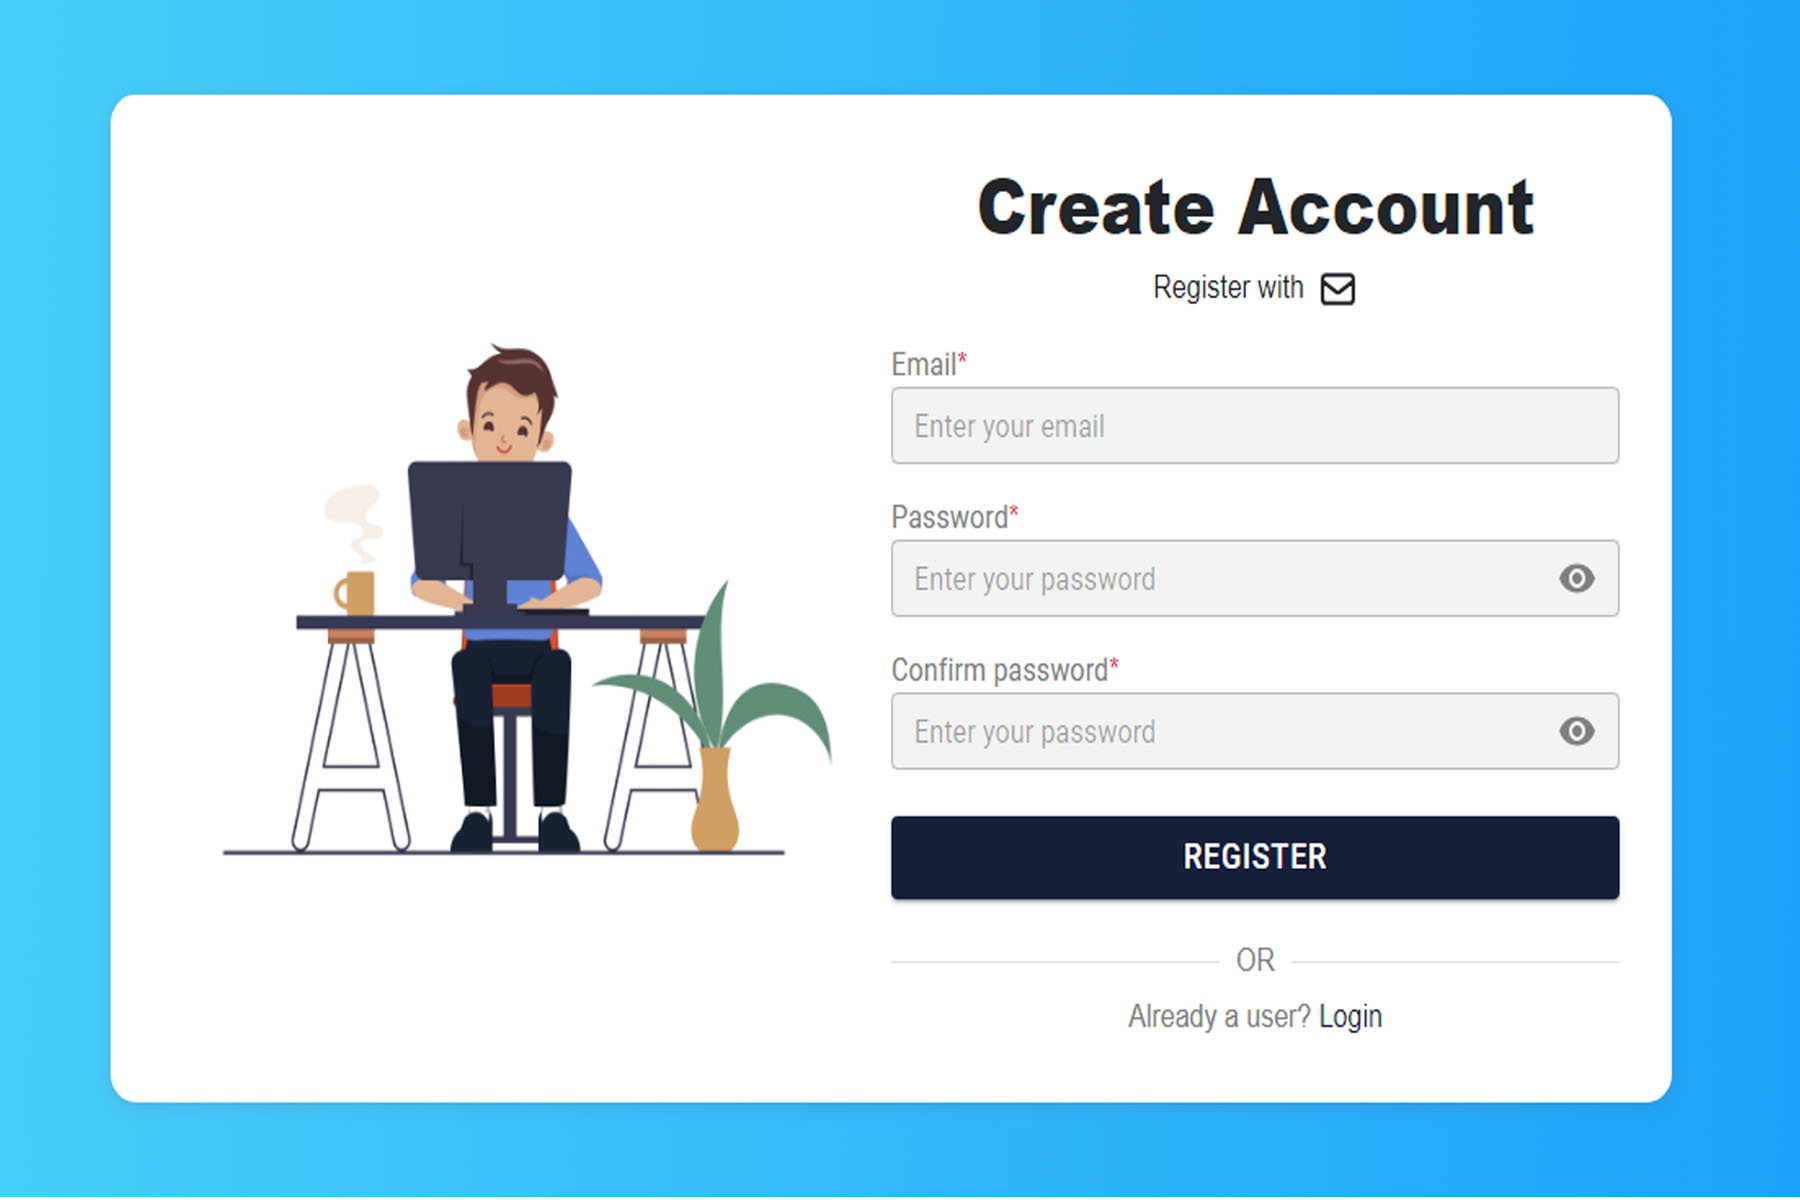 Create Account
Register with
Email*
Enter your email
Password*
Enter your password
Confirm password*
Enter your password
REGISTER
OR
Already a user? Login